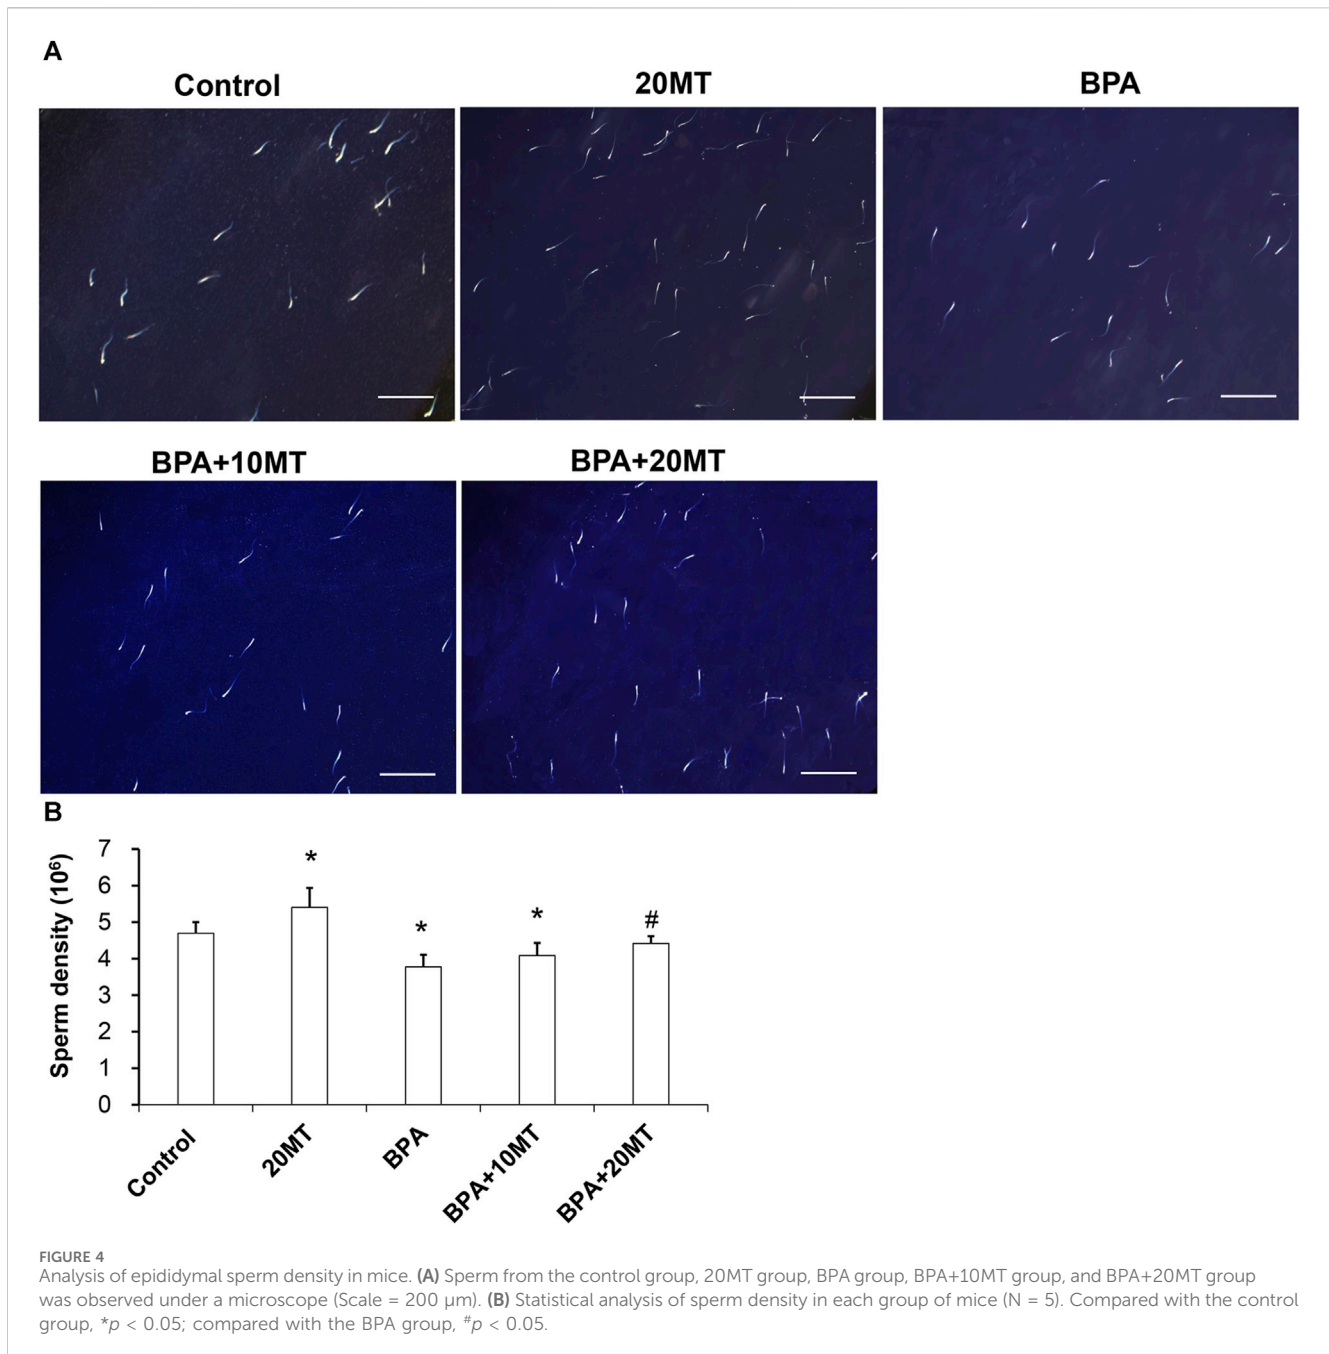 A
Control
20MT
BPA
BPA+10MT
BPA+20MT
B
Sperm density (10⁶)
7
6
5
4
3
2
1
0
*
*
*
#
Control
20MT
BPA
BPA+10MT
BPA+20MT
FIGURE 4
Analysis of epididymal sperm density in mice. (A) Sperm from the control group, 20MT group, BPA group, BPA+10MT group, and BPA+20MT group
was observed under a microscope (Scale = 200 μm). (B) Statistical analysis of sperm density in each group of mice (N = 5). Compared with the control
group, *p < 0.05; compared with the BPA group, #p < 0.05.